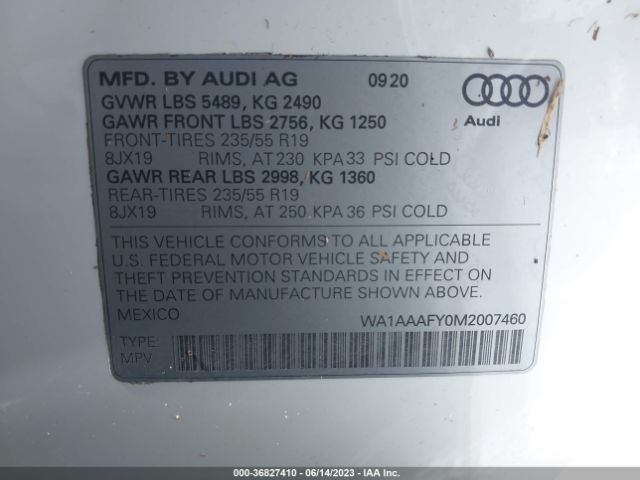 MFD. BY AUDI AG 09 20
GVWR LBS 5489, KG 2490
GAWR FRONT LBS 2756, KG 1250
FRONT-TIRES 235/55 R19
8JX19 RIMS, AT 230 KPA 33 PSI COLD
GAWR REAR LBS 2998, KG 1360
REAR-TIRES 235/55 R19
8JX19 RIMS, AT 250 KPA 36 PSI COLD
Audi
THIS VEHICLE CONFORMS TO ALL APPLICABLE
U.S. FEDERAL MOTOR VEHICLE SAFETY AND
THEFT PREVENTION STANDARDS IN EFFECT ON
THE DATE OF MANUFACTURE SHOWN ABOVE.
MEXICO WA1AAAFY0M2007460
TYPE:
MPV
000-36827410 - 06/14/2023 - IAA Inc.